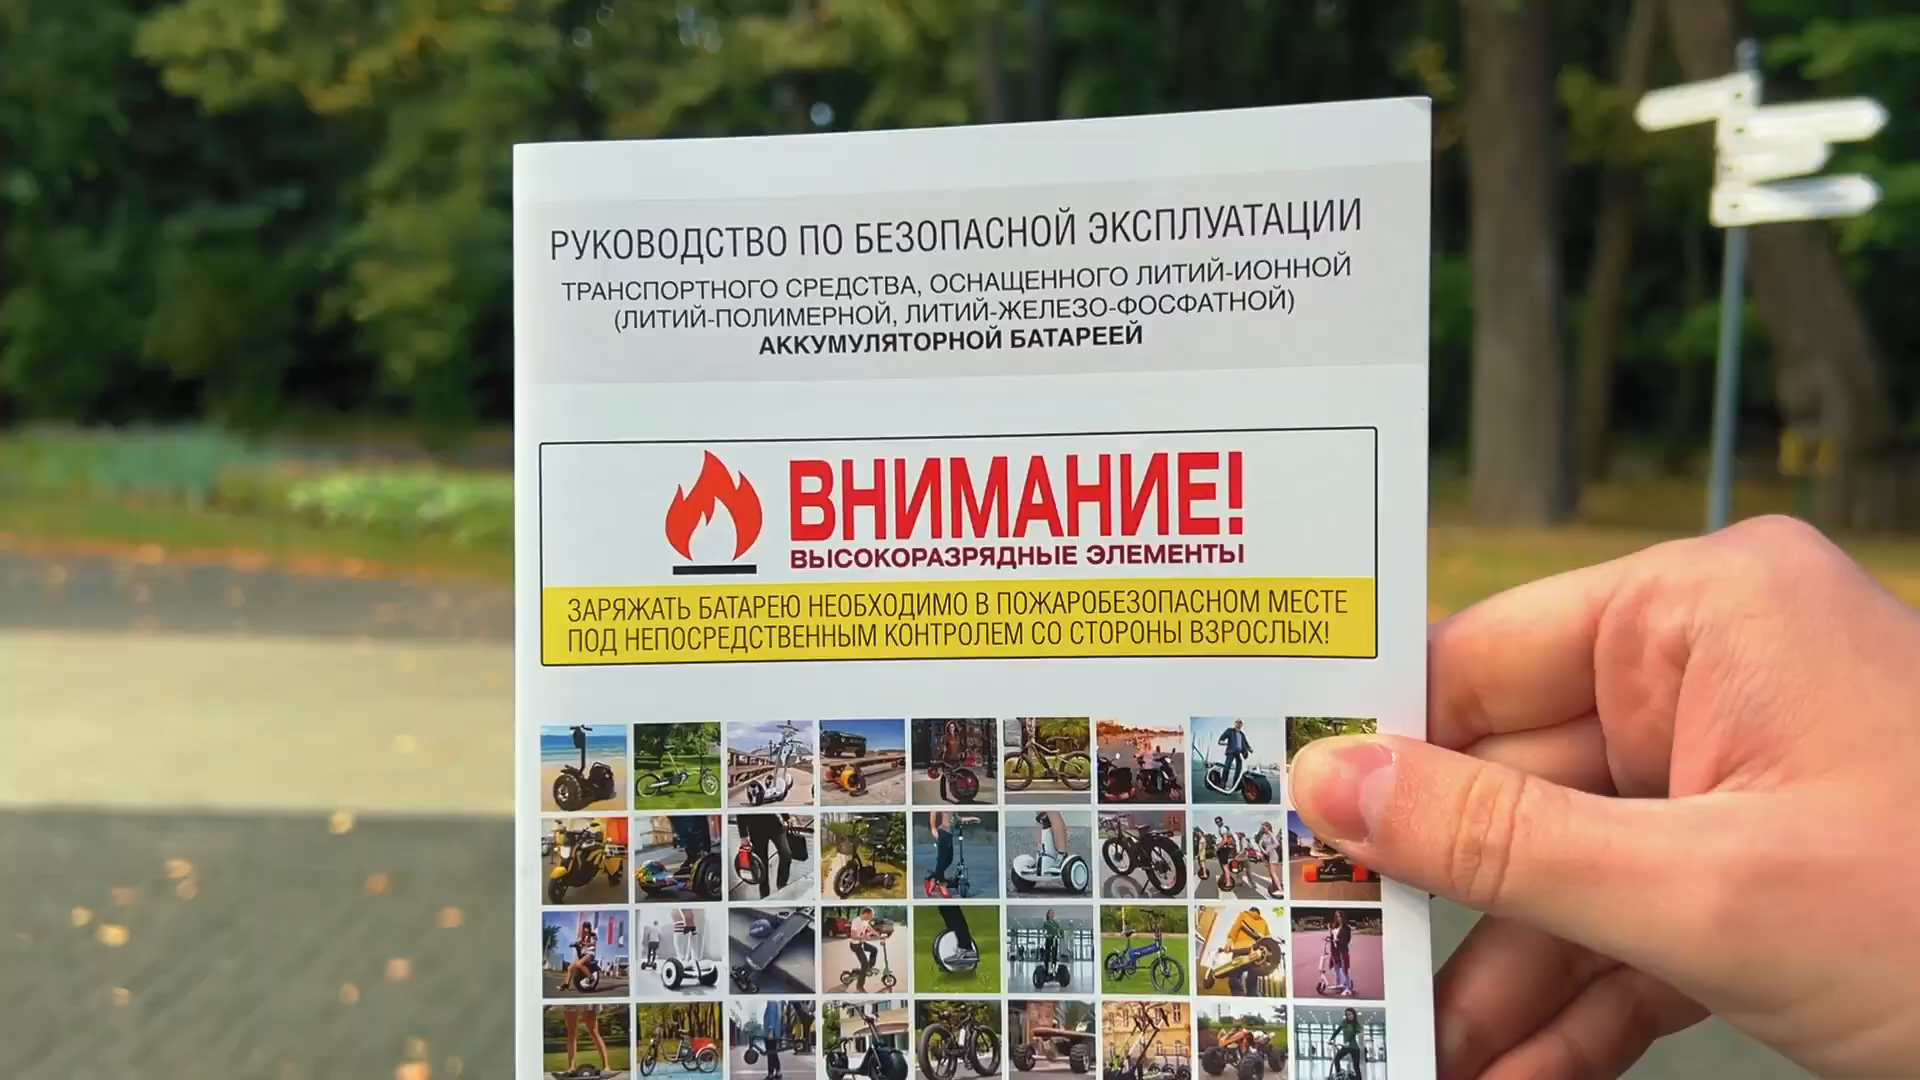 РУКОВОДСТВО ПО БЕЗОПАСНОЙ ЭКСПЛУАТАЦИИ
ТРАНСПОРТНОГО СРЕДСТВА, ОСНАЩЕННОГО ЛИТИЙ-ИОННОЙ
(ЛИТИЙ-ПОЛИМЕРНОЙ, ЛИТИЙ-ЖЕЛЕЗО-ФОСФАТНОЙ)
АККУМУЛЯТОРНОЙ БАТАРЕЕЙ
ВНИМАНИЕ!
ВЫСОКОРАЗРЯДНЫЕ ЭЛЕМЕНТЫ
ЗАРЯЖАТЬ БАТАРЕЮ НЕОБХОДИМО В ПОЖАРОБЕЗОПАСНОМ МЕСТЕ
ПОД НЕПОСРЕДСТВЕННЫМ КОНТРОЛЕМ СО СТОРОНЫ ВЗРОСЛЫХ!